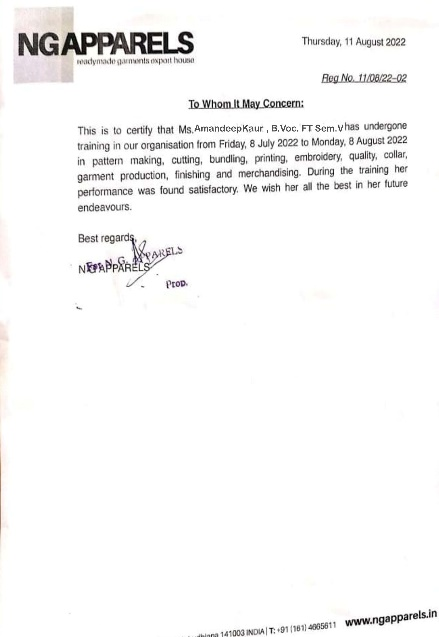 NG APPARELS
readymade garments export house
Thursday, 11 August 2022
Reg No. 11/08/22-02
To Whom It May Concern:
This is to certify that Ms. Amandeep Kaur , B.Voc. FT Sem.V has undergone
training in our organisation from Friday, 8 July 2022 to Monday, 8 August 2022
in pattern making, cutting, bundling, printing, embroidery, quality, collar,
garment production, finishing and merchandising. During the training her
performance was found satisfactory. We wish her all the best in her future
endeavours.
Best regards,
For N. G. APPARELS
NG APPARELS
Prop.
141003 INDIA | T: +91 (161) 4665611 www.ngapparels.in